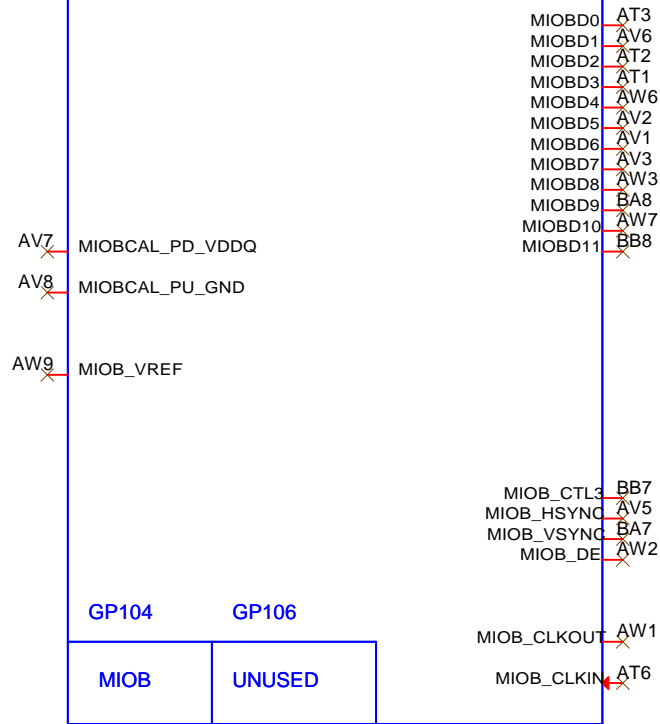 MIOBD0 AT3
MIOBD1 AV6
MIOBD2 AT2
MIOBD3 AT1
MIOBD4 AW6
MIOBD5 AV2
MIOBD6 AV1
MIOBD7 AV3
MIOBD8 AW3
MIOBD9 BA8
MIOBD10 AW7
AV7 MIOBCAL_PD_VDDQ MIOBD11 BB8
AV8 MIOBCAL_PU_GND
AW9 MIOB_VREF
MIOB_CTL3 BB7
MIOB_HSYNC AV5
MIOB_VSYNC BA7
MIOB_DE AW2
GP104 GP106
MIOB_CLKOUT AW1
MIOB UNUSED MIOB_CLKIN AT6